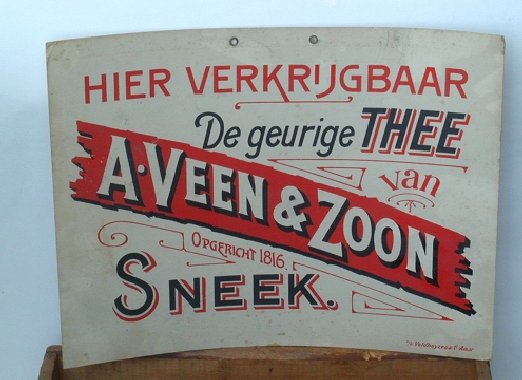 HIER VERKRIJGBAAR
De geurige THEE
van
A. VEEN & ZOON
OPGERICHT 1816.
SNEEK.